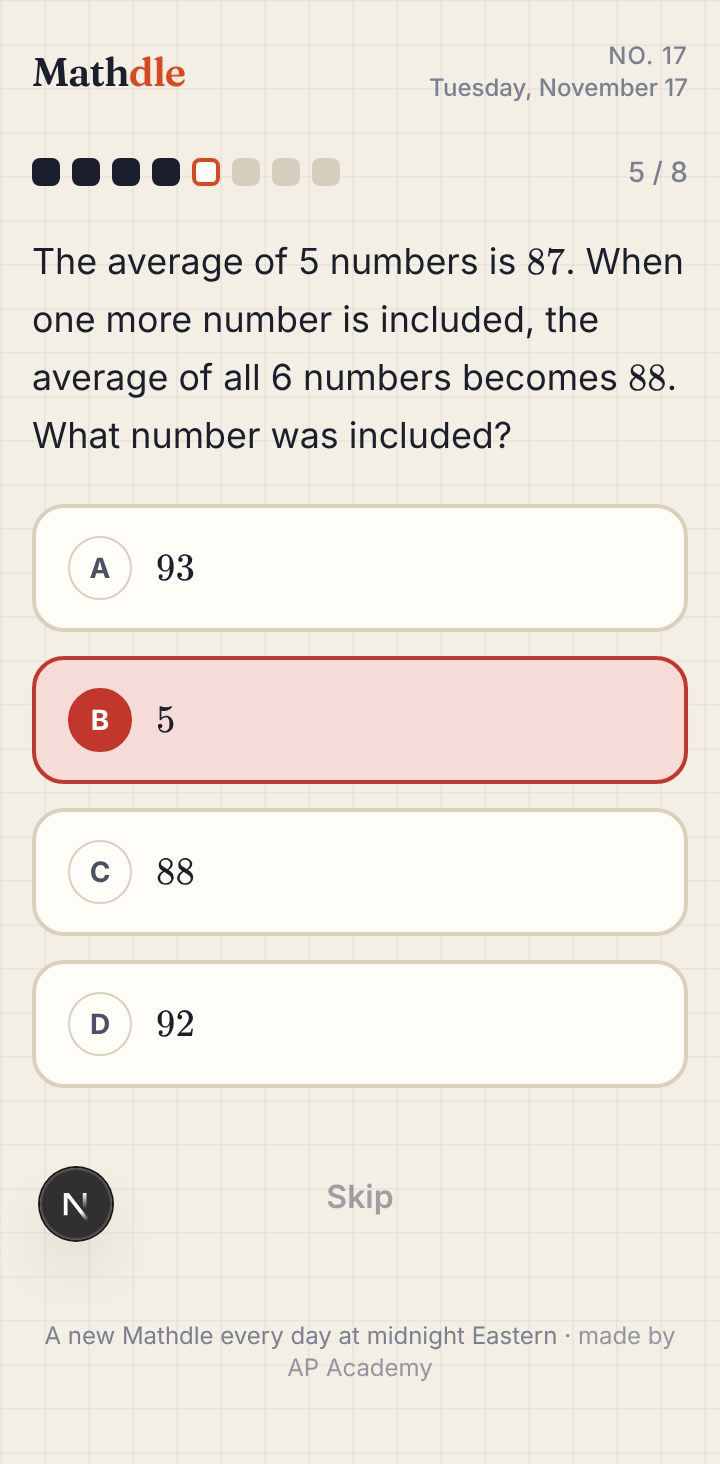 Mathdle
NO. 17
Tuesday, November 17
5 / 8
The average of 5 numbers is 87. When
one more number is included, the
average of all 6 numbers becomes 88.
What number was included?
A 93
B 5
C 88
D 92
N
Skip
A new Mathdle every day at midnight Eastern · made by
AP Academy